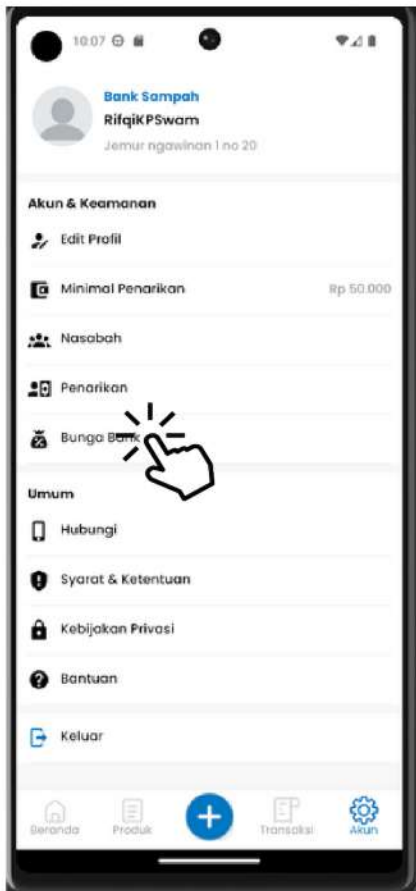 10:07
Bank Sampah
RifqiKPSwam
Jemur ngawinan 1 no 20
Akun & Keamanan
Edit Profil
Minimal Penarikan Rp 50.000
Nasabah
Penarikan
Bunga Bank
Umum
Hubungi
Syarat & Ketentuan
Kebijakan Privasi
Bantuan
Keluar
Beranda Produk Transaksi Akun